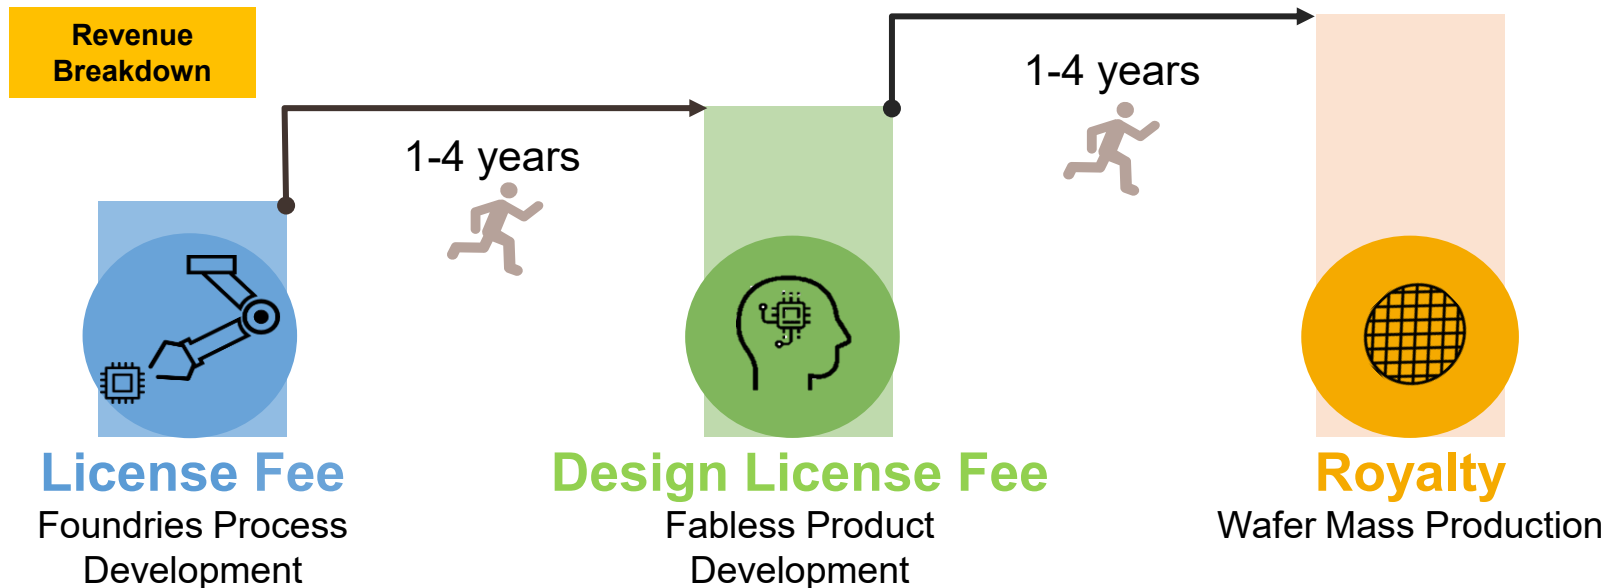 Revenue
Breakdown
1-4 years
1-4 years
License Fee
Foundries Process
Development
Design License Fee
Fabless Product
Development
Royalty
Wafer Mass Production